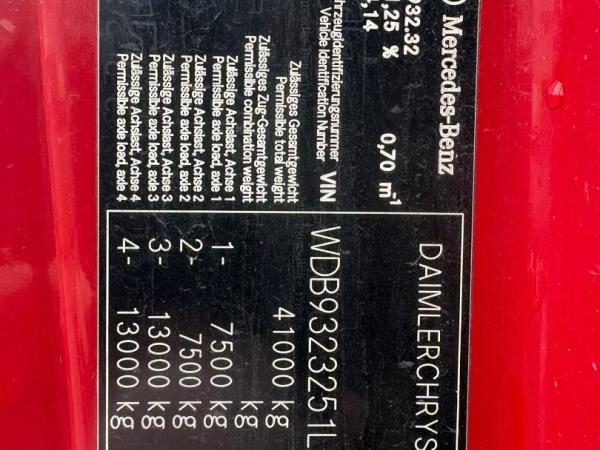 Mercedes-Benz
DAIMLERCHRYS
932.32
,25 % 0,70 m-1
,14
hrzeugidentifizierungsnummer
Vehicle Identification Number VIN WDB9323251L
Zulässiges Gesamtgewicht
Permissible total weight 41000 kg
Zulässiges Zug-Gesamtgewicht
Permissible combination weight kg
Zulässige Achslast, Achse 1
Permissible axle load, axle 1 1- 7500 kg
Zulässige Achslast, Achse 2
Permissible axle load, axle 2 2- 7500 kg
Zulässige Achslast, Achse 3
Permissible axle load, axle 3 3- 13000 kg
Zulässige Achslast, Achse 4
Permissible axle load, axle 4 4- 13000 kg